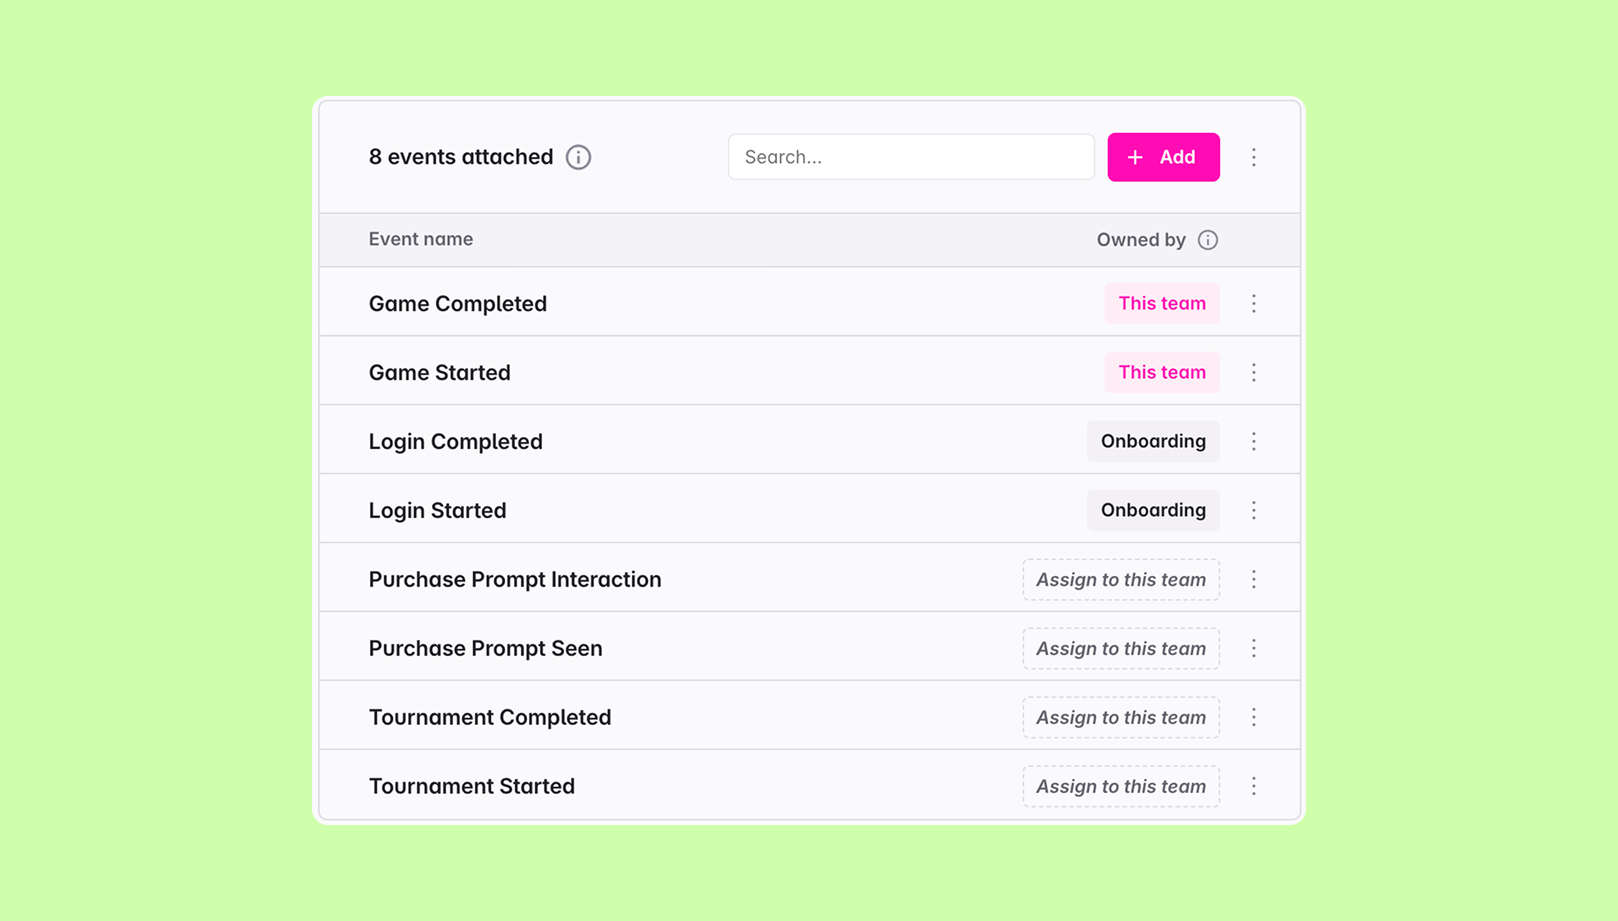 8 events attached
Search...
+ Add
Event name
Owned by
Game Completed
This team
Game Started
This team
Login Completed
Onboarding
Login Started
Onboarding
Purchase Prompt Interaction
Assign to this team
Purchase Prompt Seen
Assign to this team
Tournament Completed
Assign to this team
Tournament Started
Assign to this team